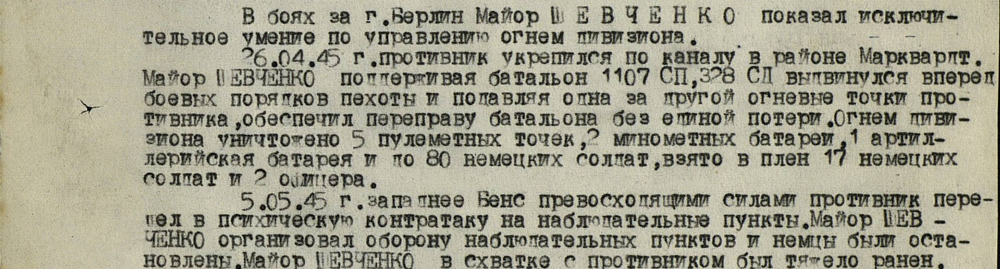 В боях за г.Берлин Майор Ш Е В Ч Е Н К О показал исключи-
тельное умение по управлению огнем дивизиона.
26.04.45 г.противник укрепился по каналу в районе Марквардт.
Майор ШЕВЧЕНКО поддерживая батальон 1107 СП,328 СД выдвинулся вперед
боевых порядков пехоты и подавляя одна за другой огневые точки про-
тивника,обеспечил переправу батальона без единой потери.Огнем диви-
зиона уничтожено 5 пулеметных точек,2 минометных батареи,1 артил-
лерийская батарея и до 80 немецких солдат,взято в плен 17 немецких
солдат и 2 офицера.
5.05.45 г.западнее Бенс превосходящими силами противник пере-
шел в психическую контратаку на наблюдательные пункты.Майор ШЕВ -
ЧЕНКО организовал оборону наблюдательных пунктов и немцы были оста-
новлены.Майор ШЕВЧЕНКО в схватке с противником был тяжело ранен.